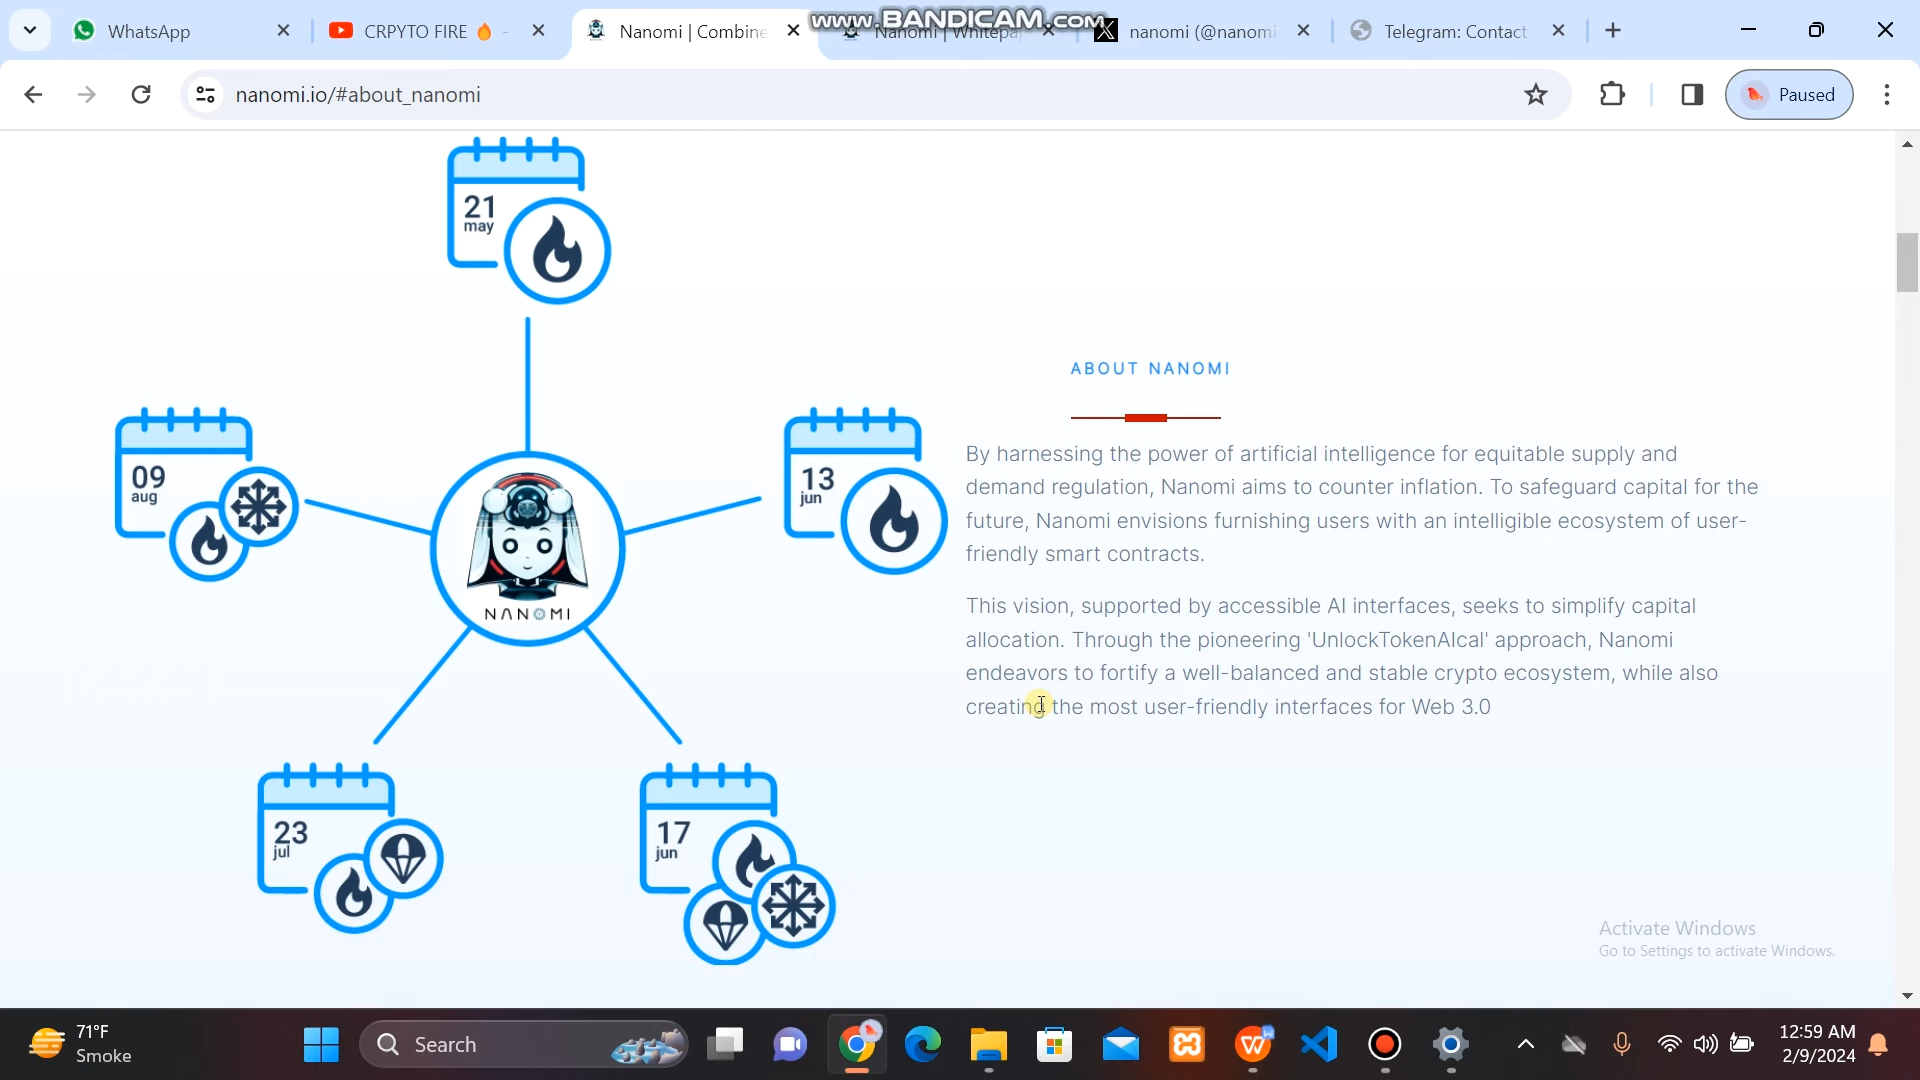 WhatsApp
CRPYTO FIRE 🔥 -
Nanomi | Combine
Nanomi | Whitepa
nanomi (@nanomi
Telegram: Contact
www.BANDICAM.com
nanomi.io/#about_nanomi
Paused
21
may
09
aug
13
jun
NANOMI
23
jul
17
jun
ABOUT NANOMI
By harnessing the power of artificial intelligence for equitable supply and
demand regulation, Nanomi aims to counter inflation. To safeguard capital for the
future, Nanomi envisions furnishing users with an intelligible ecosystem of user-
friendly smart contracts.
This vision, supported by accessible AI interfaces, seeks to simplify capital
allocation. Through the pioneering 'UnlockTokenAIcal' approach, Nanomi
endeavors to fortify a well-balanced and stable crypto ecosystem, while also
creating the most user-friendly interfaces for Web 3.0
Activate Windows
Go to Settings to activate Windows.
71°F
Smoke
Search
12:59 AM
2/9/2024